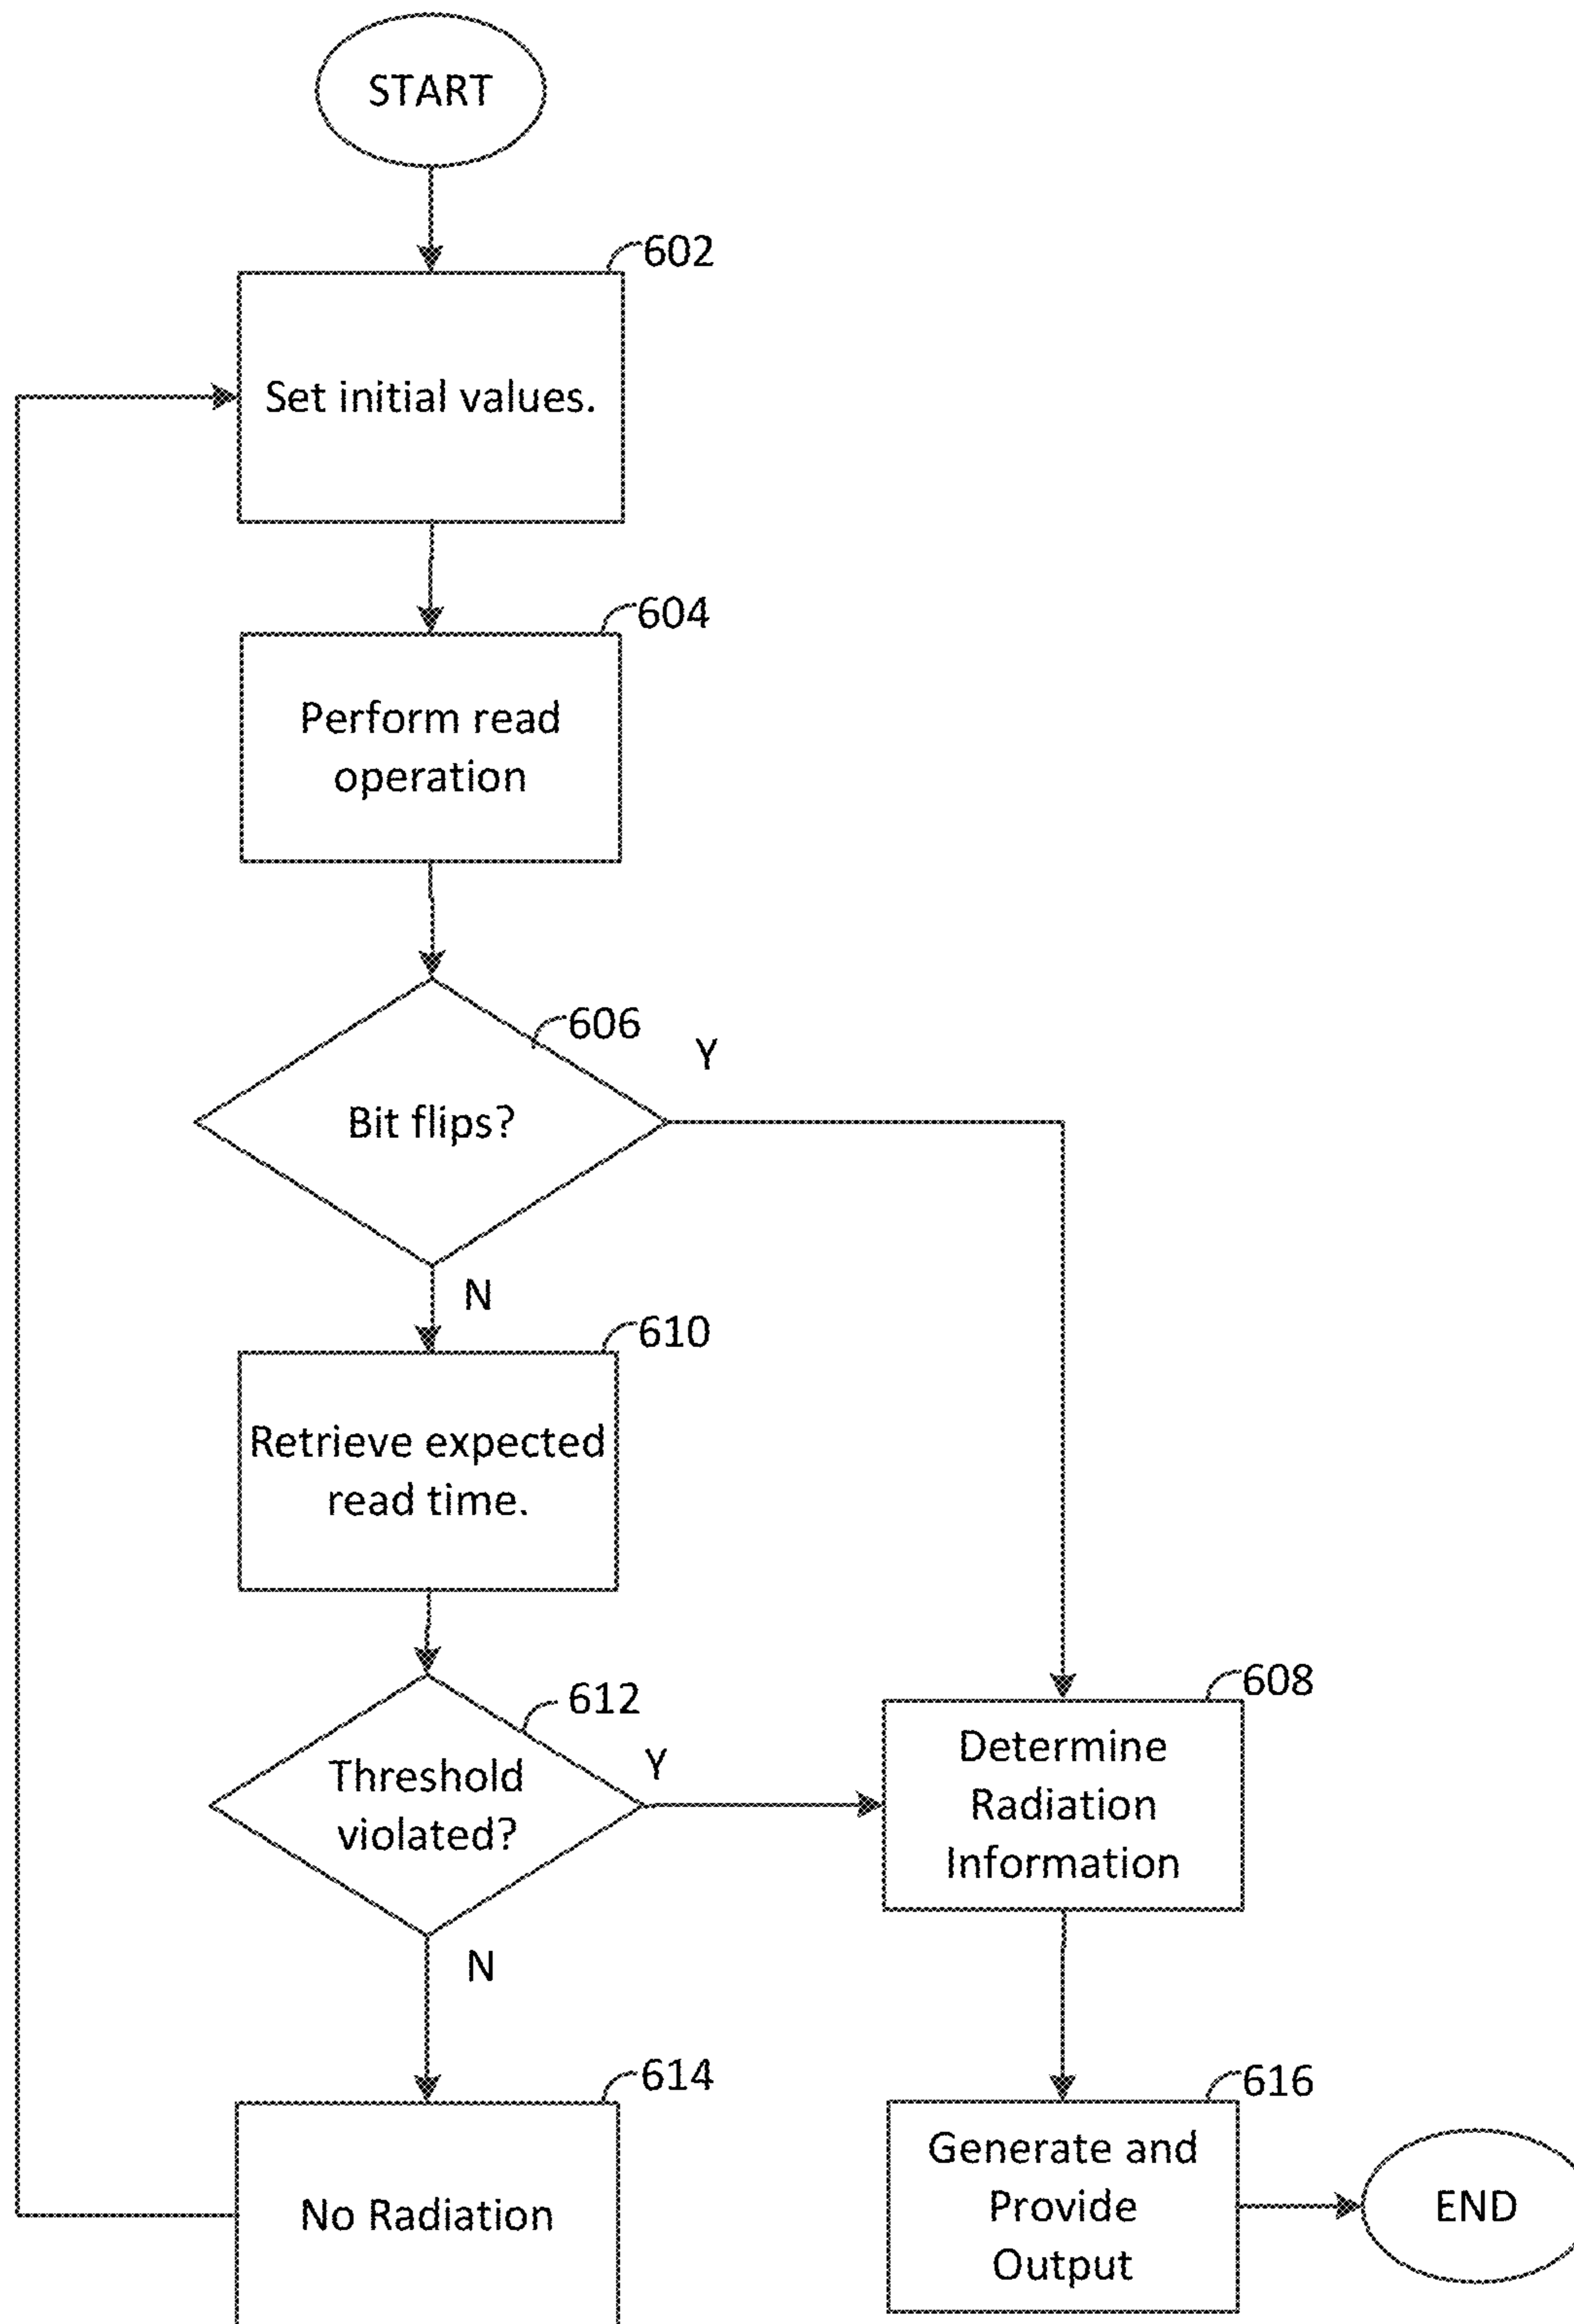 START
602
Set initial values.
604
Perform read
operation
606
Y
Bit flips?
N
610
Retrieve expected
read time.
612
Threshold
violated?
Y
608
Determine
Radiation
Information
N
614
No Radiation
616
Generate and
Provide
Output
END